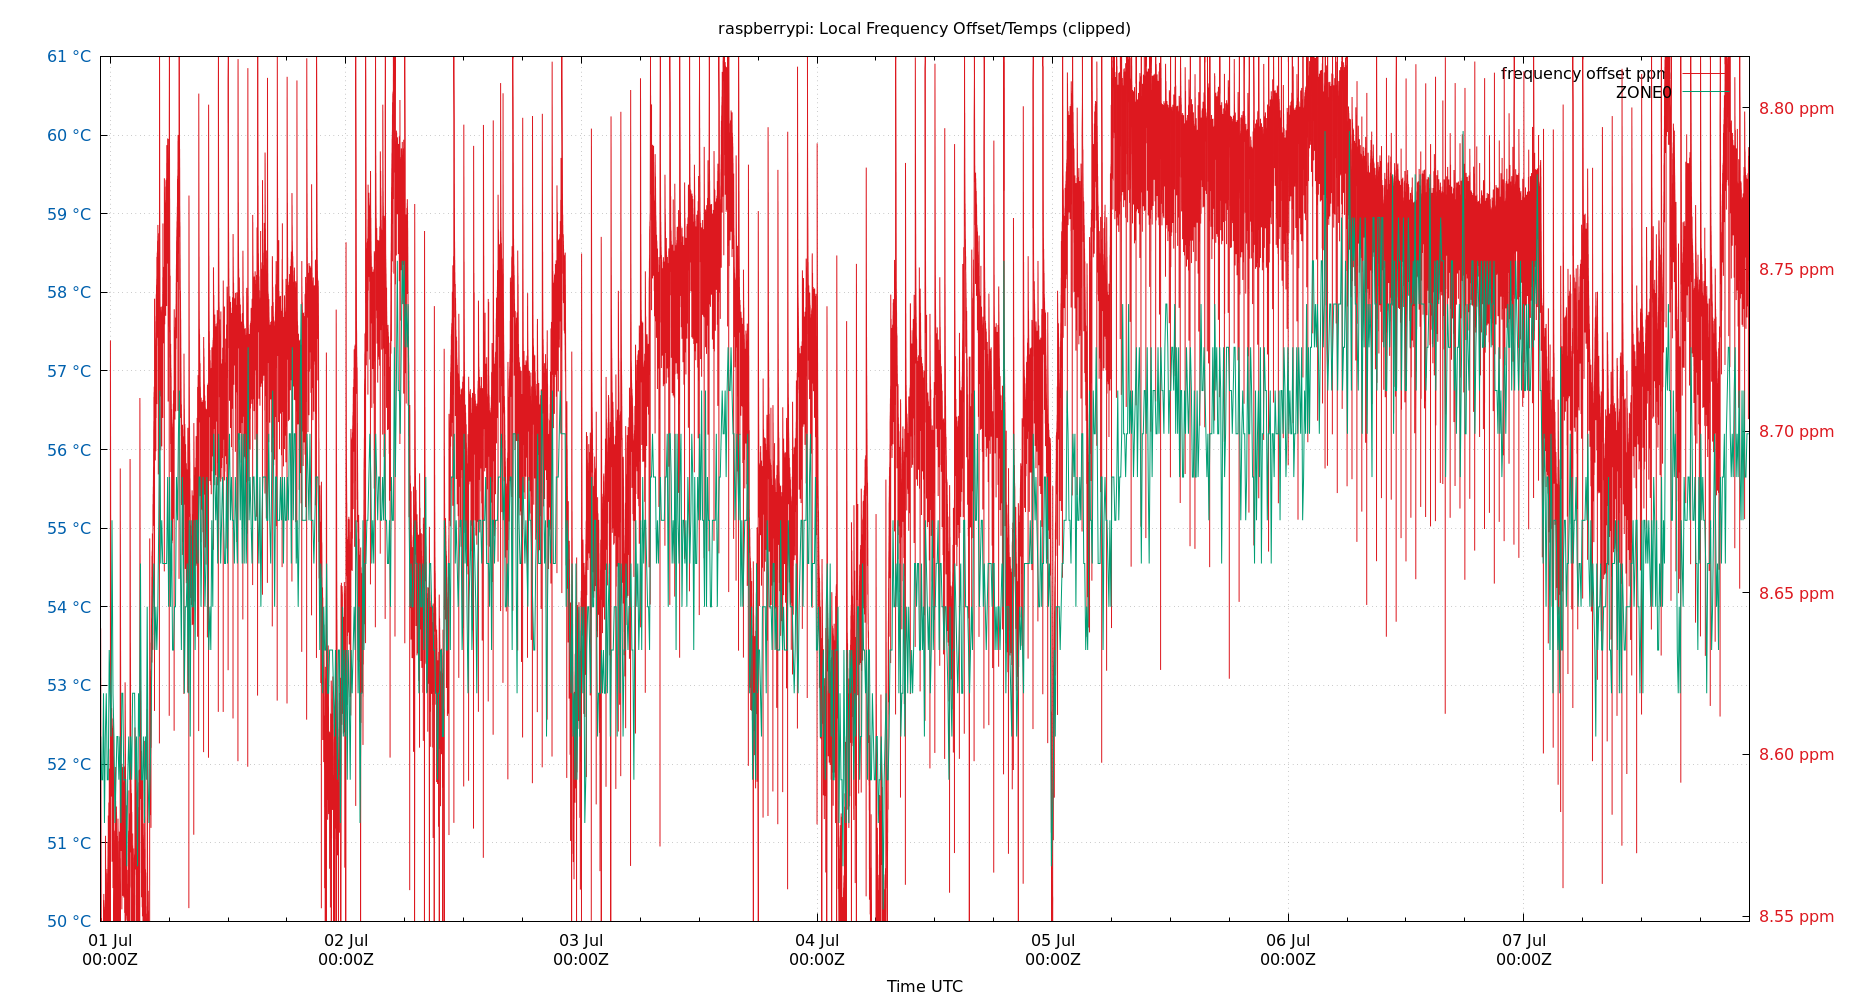 raspberrypi: Local Frequency Offset/Temps (clipped)
61 °C
60 °C
59 °C
58 °C
57 °C
56 °C
55 °C
54 °C
53 °C
52 °C
51 °C
50 °C
frequency offset ppm
ZONE0
8.80 ppm
8.75 ppm
8.70 ppm
8.65 ppm
8.60 ppm
8.55 ppm
01 Jul 02 Jul 03 Jul 04 Jul 05 Jul 06 Jul 07 Jul
00:00Z 00:00Z 00:00Z 00:00Z 00:00Z 00:00Z 00:00Z
Time UTC